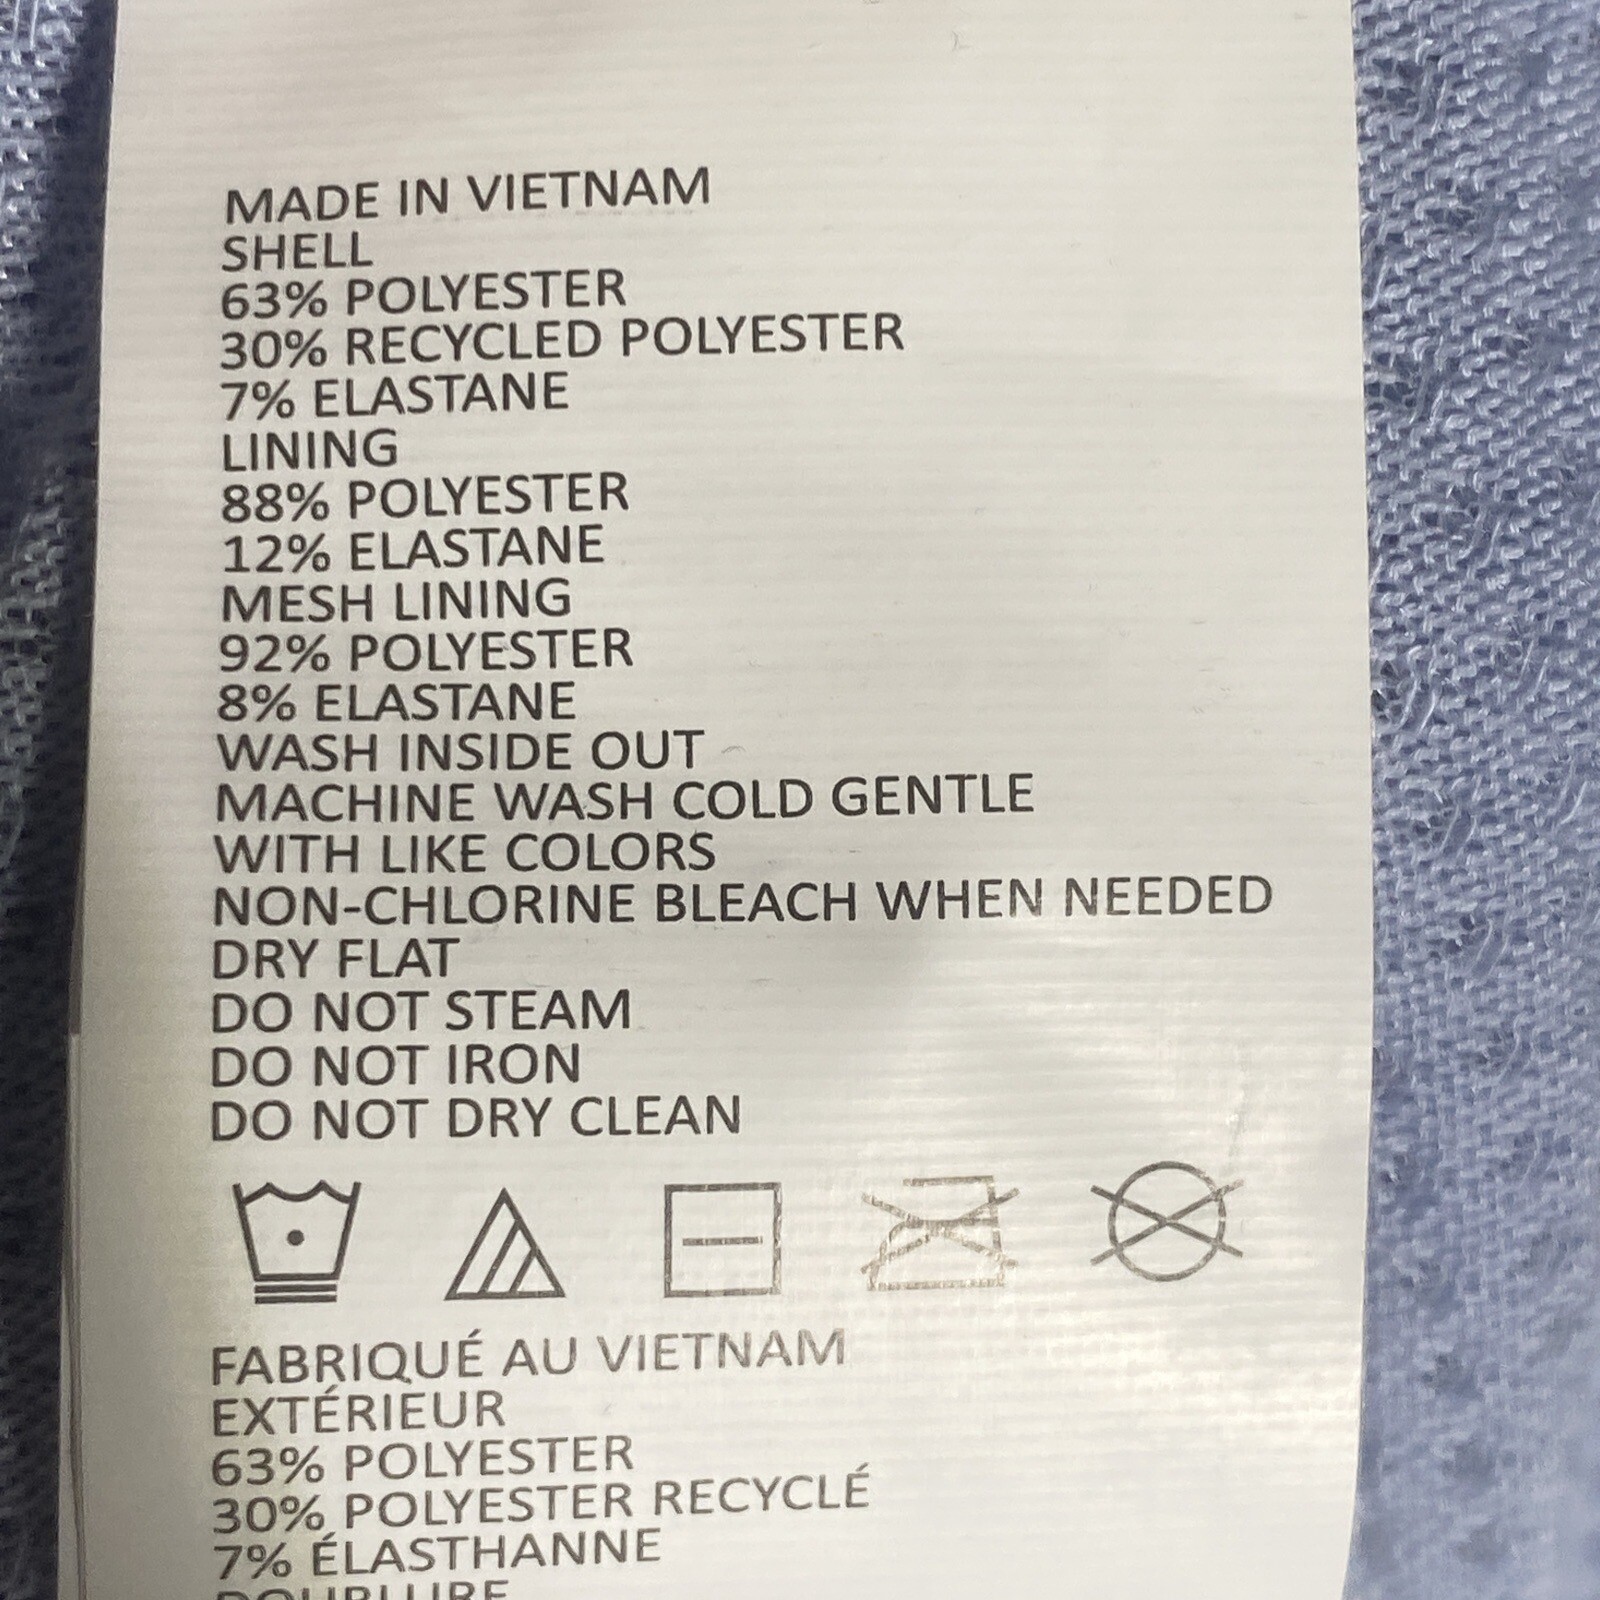 MADE IN VIETNAM
SHELL
63% POLYESTER
30% RECYCLED POLYESTER
7% ELASTANE
LINING
88% POLYESTER
12% ELASTANE
MESH LINING
92% POLYESTER
8% ELASTANE
WASH INSIDE OUT
MACHINE WASH COLD GENTLE
WITH LIKE COLORS
NON-CHLORINE BLEACH WHEN NEEDED
DRY FLAT
DO NOT STEAM
DO NOT IRON
DO NOT DRY CLEAN
FABRIQUÉ AU VIETNAM
EXTÉRIEUR
63% POLYESTER
30% POLYESTER RECYCLÉ
7% ÉLASTHANNE
DOUBLURE